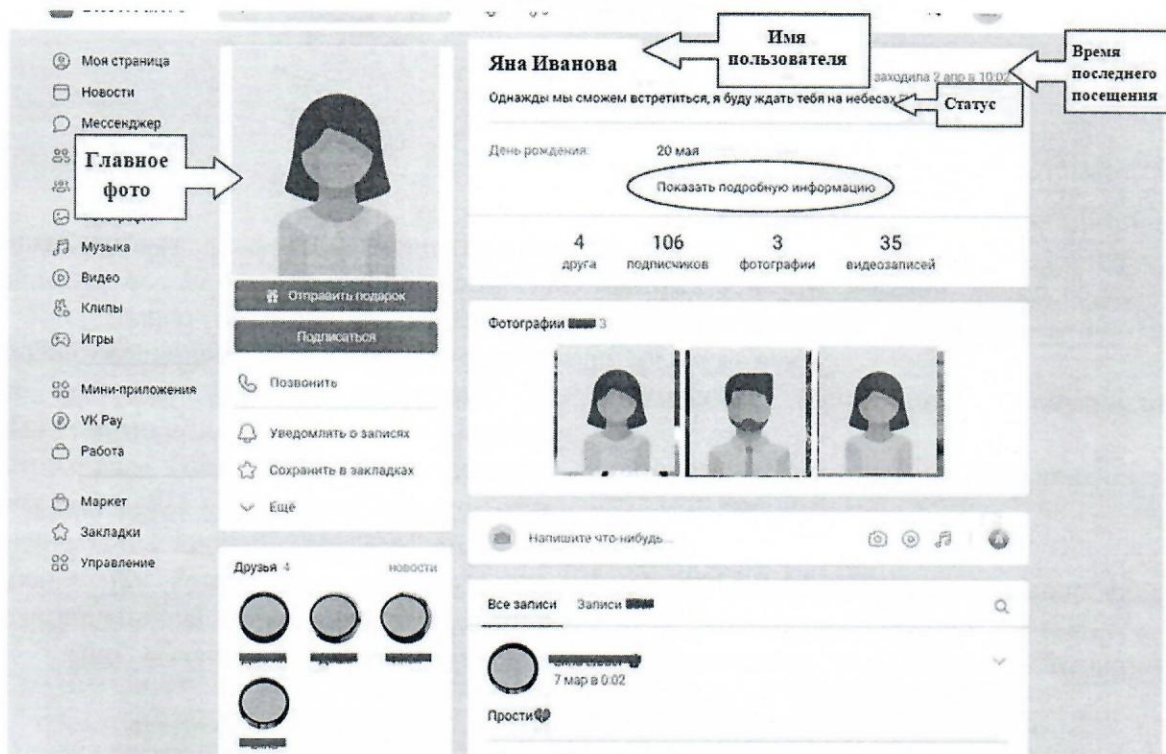 Моя страница
Новости
Мессенджер
Музыка
Видео
Клипы
Игры
Мини-приложения
VK Pay
Работа
Маркет
Закладки
Управление
Главное
фото
Отправить подарок
Подписаться
Позвонить
Уведомлять о записях
Сохранить в закладках
Ещё
Друзья 4 новости
Имя
пользователя
Время
последнего
посещения
Яна Иванова
заходила 2 апр в 10:02
Однажды мы сможем встретиться, я буду ждать тебя на небесах
Статус
День рождения: 20 мая
Показать подробную информацию
4 106 3 35
друга подписчиков фотографии видеозаписей
Фотографии 3
Напишите что-нибудь...
Все записи Записи
7 мар в 0:02
Прости💔